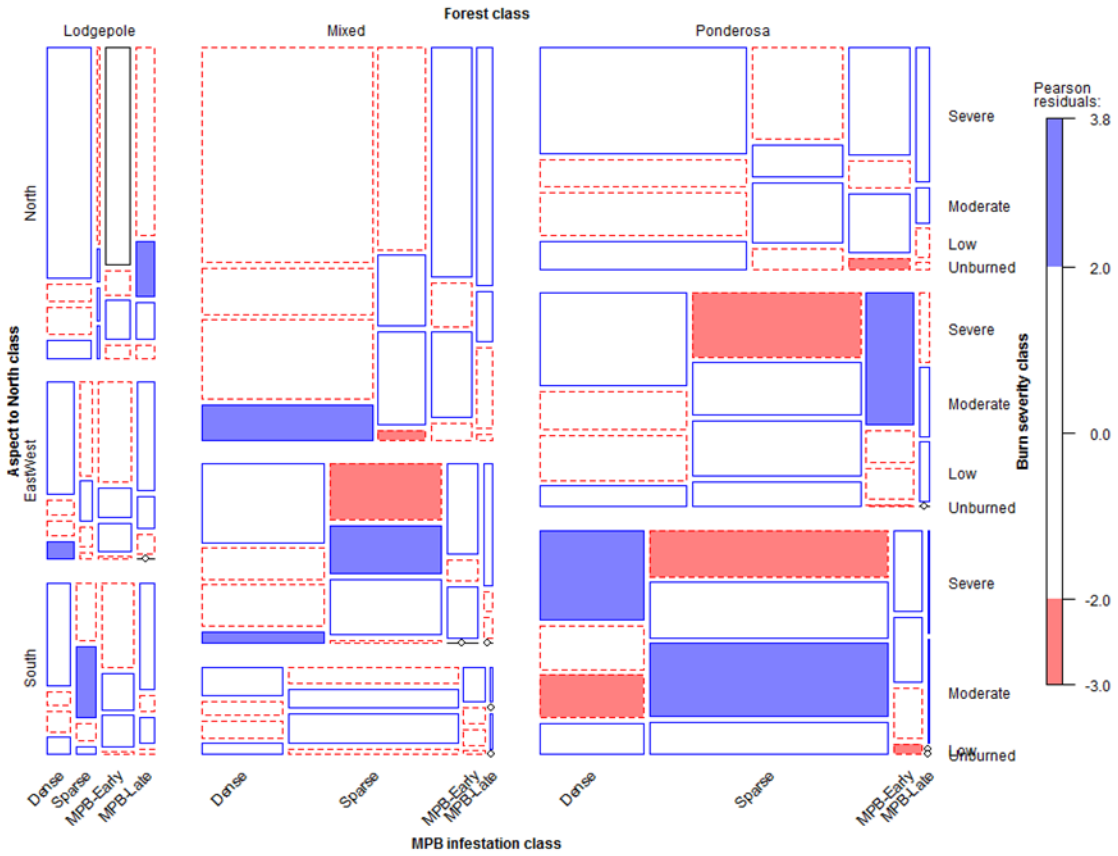 Forest class
Lodgepole
Mixed
Ponderosa
Aspect to North class
North
EastWest
South
Severe
Moderate
Low
Unburned
Severe
Moderate
Low
Unburned
Severe
Moderate
Low
Unburned
Burn severity class
Pearson
residuals:
3.8
2.0
0.0
-2.0
-3.0
Dense
Sparse
MPB-Early
MPB-Late
Dense
Sparse
MPB-Early
MPB-Late
Dense
Sparse
MPB-Early
MPB-Late
MPB infestation class